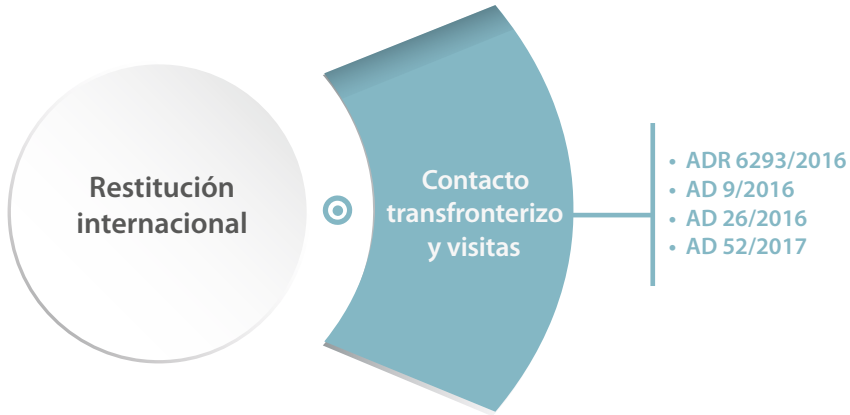 Restitución
internacional
Contacto
transfronterizo
y visitas
• ADR 6293/2016
• AD 9/2016
• AD 26/2016
• AD 52/2017